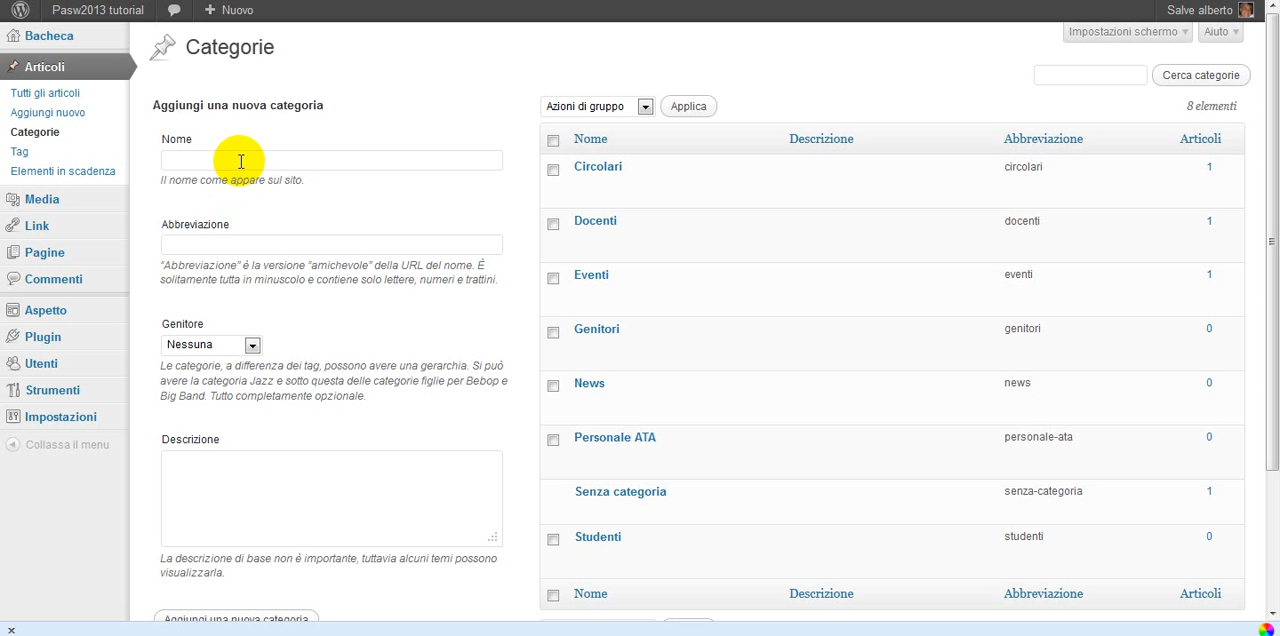 Pasw2013 tutorial
Nuovo
Salve alberto
Bacheca
Articoli
Tutti gli articoli
Aggiungi nuovo
Categorie
Tag
Elementi in scadenza
Media
Link
Pagine
Commenti
Aspetto
Plugin
Utenti
Strumenti
Impostazioni
Collassa il menu
Categorie
Impostazioni schermo
Aiuto
Cerca categorie
Aggiungi una nuova categoria
Nome
Il nome come appare sul sito.
Abbreviazione
“Abbreviazione” è la versione “amichevole” della URL del nome. È
solitamente tutta in minuscolo e contiene solo lettere, numeri e trattini.
Genitore
Nessuna
Le categorie, a differenza dei tag, possono avere una gerarchia. Si può
avere la categoria Jazz e sotto questa delle categorie figlie per Bebop e
Big Band. Tutto completamente opzionale.
Descrizione
La descrizione di base non è importante, tuttavia alcuni temi possono
visualizzarla.
Aggiungi una nuova categoria
Azioni di gruppo
Applica
8 elementi
Nome Descrizione Abbreviazione Articoli
Circolari circolari 1
Docenti docenti 1
Eventi eventi 1
Genitori genitori 0
News news 0
Personale ATA personale-ata 0
Senza categoria senza-categoria 1
Studenti studenti 0
Nome Descrizione Abbreviazione Articoli